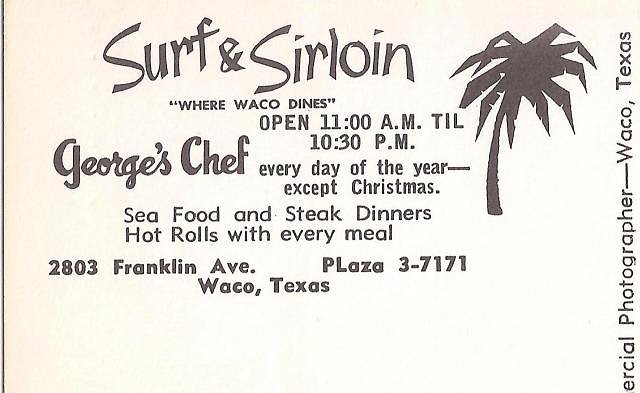 Surf & Sirloin
"WHERE WACO DINES"
OPEN 11:00 A.M. TIL
10:30 P.M.
George's Chef
every day of the year—
except Christmas.
Sea Food and Steak Dinners
Hot Rolls with every meal
2803 Franklin Ave. PLaza 3-7171
Waco, Texas
Photographer—Waco, Texas